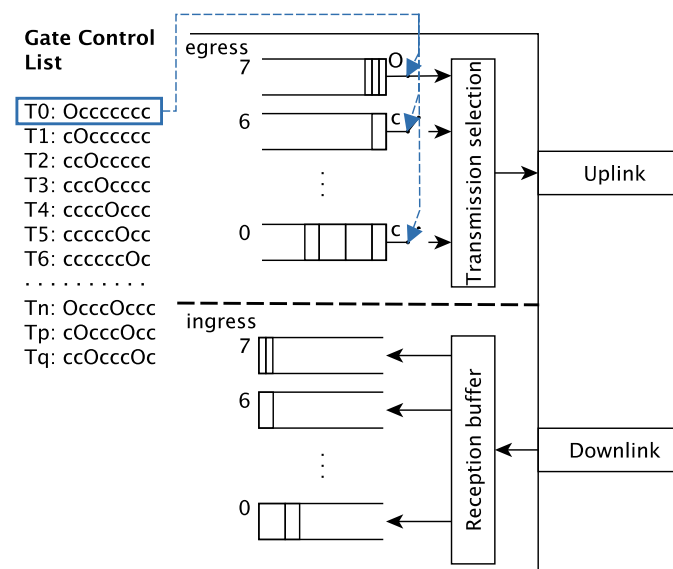 Gate Control
List
T0: Occccccc
T1: cOcccccc
T2: ccOccccc
T3: cccOcccc
T4: ccccOccc
T5: cccccOcc
T6: ccccccOc
. . . . . . . . . .
Tn: OcccOccc
Tp: cOcccOcc
Tq: ccOcccOc
egress
7
O
6
c
0
c
Transmission selection
Uplink
ingress
7
6
0
Reception buffer
Downlink